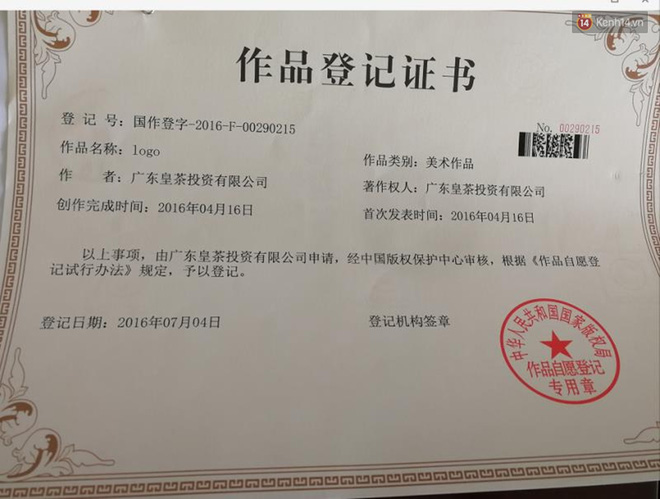 14 Kenh14.vn
作品登记证书
登 记 号：国作登字-2016-F-00290215
No. 00290215
作品名称：logo
作品类别：美术作品
作 者：广东皇茶投资有限公司
著作权人：广东皇茶投资有限公司
创作完成时间：2016年04月16日
首次发表时间：2016年04月16日
以上事项，由广东皇茶投资有限公司申请，经中国版权保护中心审核，根据《作品自愿登
记试行办法》规定，予以登记。
登记日期：2016年07月04日
登记机构签章
中华人民共和国国家版权局
作品自愿登记
专用章